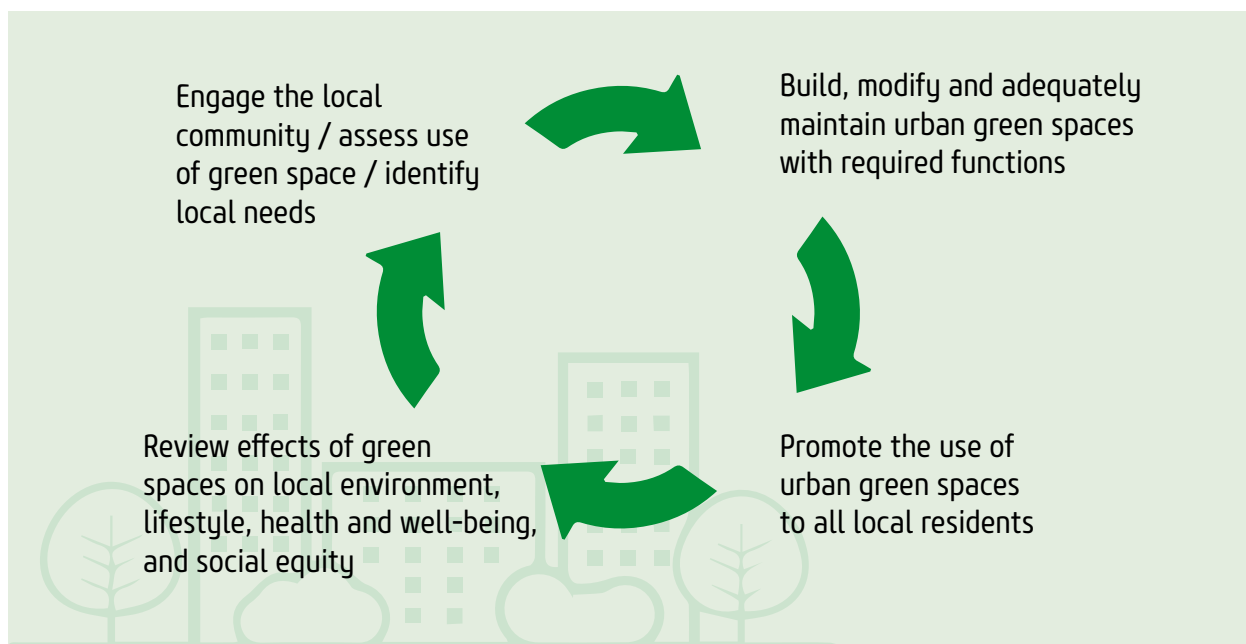 Engage the local
community / assess use
of green space / identify
local needs
Build, modify and adequately
maintain urban green spaces
with required functions
Promote the use of
urban green spaces
to all local residents
Review effects of green
spaces on local environment,
lifestyle, health and well-being,
and social equity